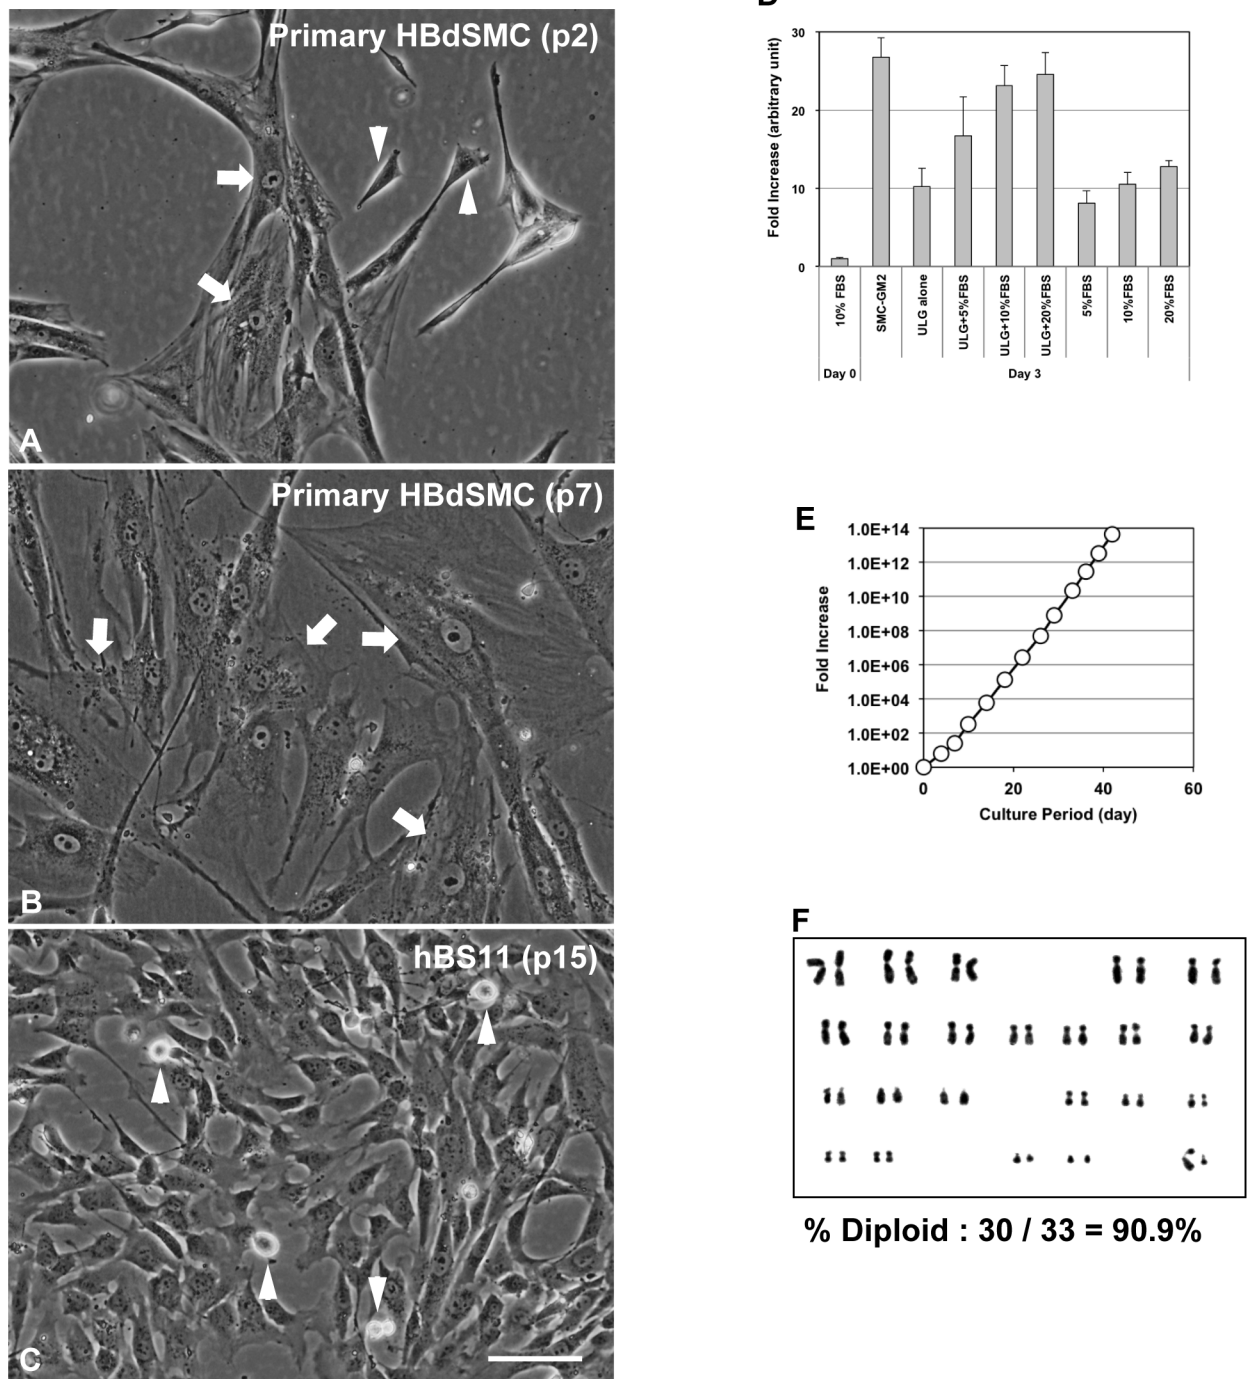 Primary HBdSMC (p2)
A
Primary HBdSMC (p7)
B
hBS11 (p15)
C
D
Fold Increase (arbitrary unit)
30
20
10
0
10% FBS
SMC-GM2
ULG alone
ULG+5%FBS
ULG+10%FBS
ULG+20%FBS
5%FBS
10%FBS
20%FBS
Day 0
Day 3
E
Fold Increase
1.0E+14
1.0E+12
1.0E+10
1.0E+08
1.0E+06
1.0E+04
1.0E+02
1.0E+00
0
20
40
60
Culture Period (day)
F
% Diploid : 30 / 33 = 90.9%